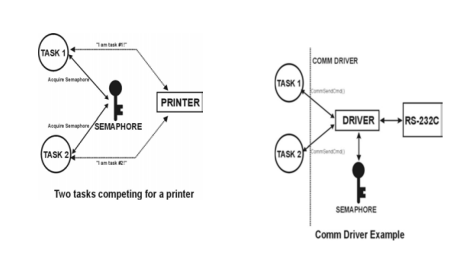 TASK 1
"I am task #1!"
Acquire Semaphore
PRINTER
SEMAPHORE
Acquire Semaphore
TASK 2
"I am task #2!"
Two tasks competing for a printer
COMM DRIVER
TASK 1
CommSendCmd()
DRIVER
RS-232C
TASK 2
CommSendCmd()
SEMAPHORE
Comm Driver Example